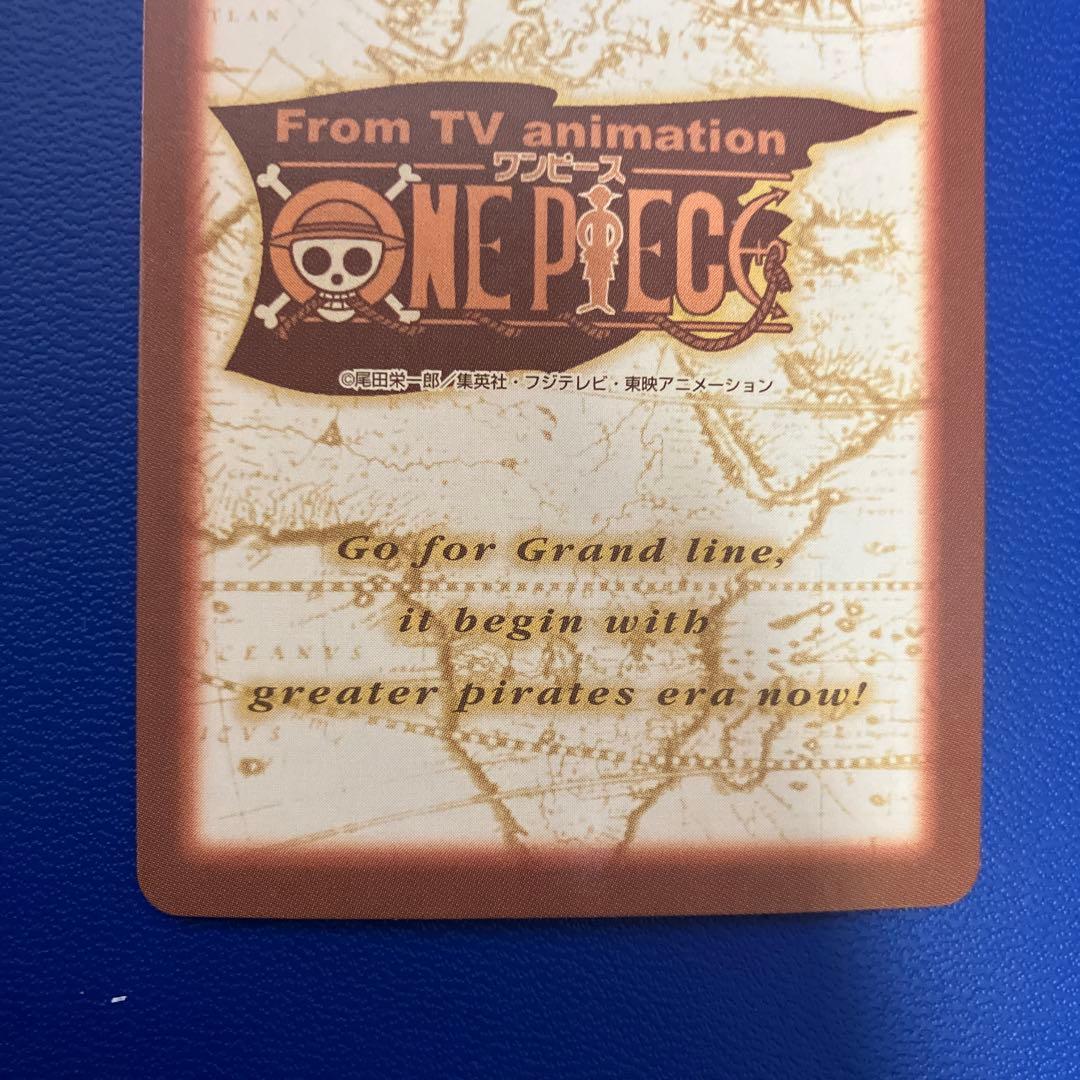 TLAN
From TV animation
ワンピース
ONE PIECE
©尾田栄一郎／集英社・フジテレビ・東映アニメーション
Go for Grand line,
it begin with
OCEANVS
greater pirates era now!